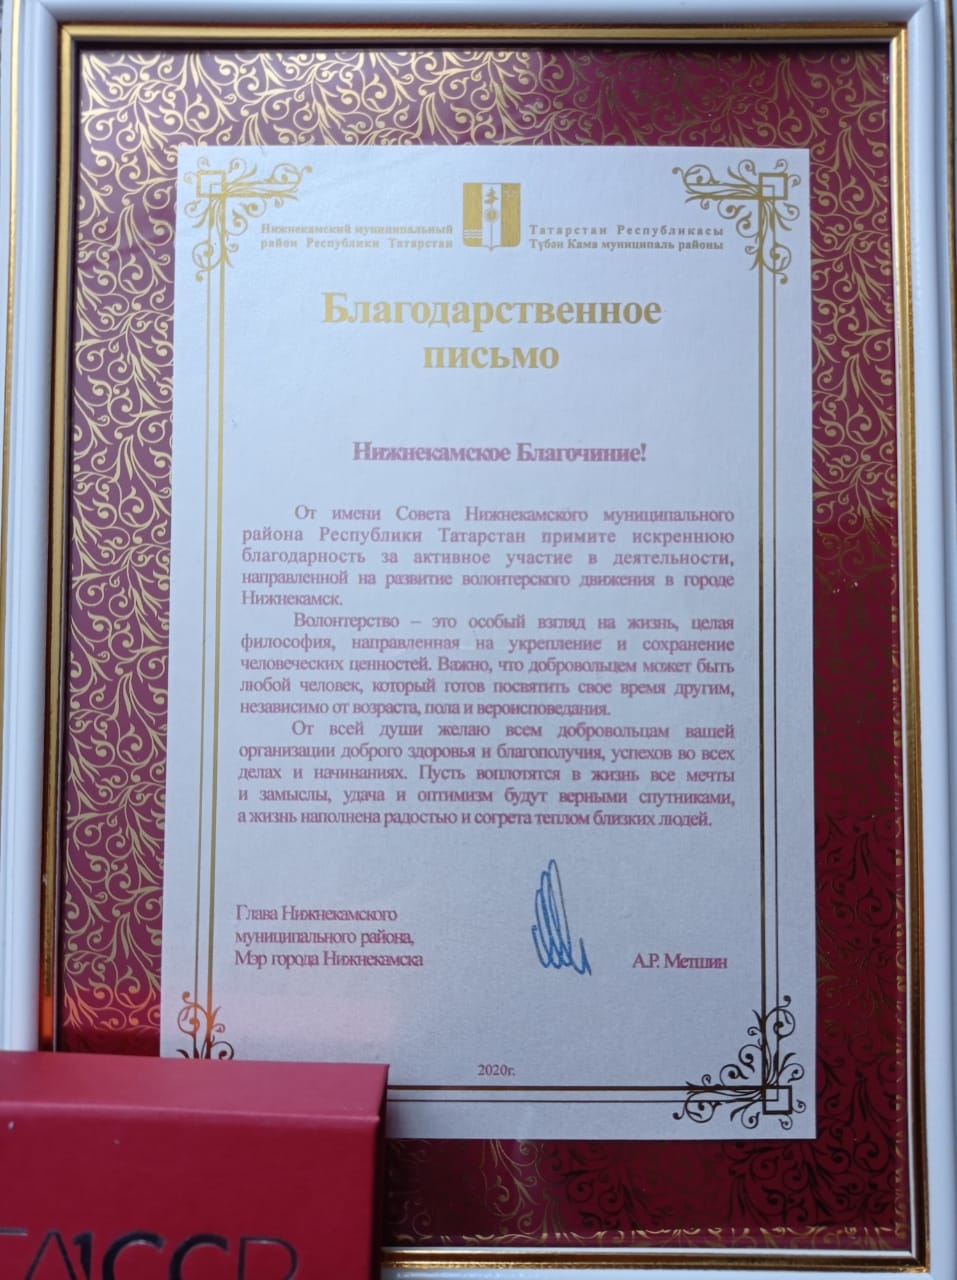 Нижнекамский муниципальный
район Республики Татарстан
Татарстан Республикасы
Түбән Кама муниципаль районы
Благодарственное
письмо
Нижнекамское Благочиние!
От имени Совета Нижнекамского муниципального
района Республики Татарстан примите искреннюю
благодарность за активное участие в деятельности,
направленной на развитие волонтерского движения в городе
Нижнекамск.
Волонтерство – это особый взгляд на жизнь, целая
философия, направленная на укрепление и сохранение
человеческих ценностей. Важно, что добровольцем может быть
любой человек, который готов посвятить свое время другим,
независимо от возраста, пола и вероисповедания.
От всей души желаю всем добровольцам вашей
организации доброго здоровья и благополучия, успехов во всех
делах и начинаниях. Пусть воплотятся в жизнь все мечты
и замыслы, удача и оптимизм будут верными спутниками,
а жизнь наполнена радостью и согрета теплом близких людей.
Глава Нижнекамского
муниципального района,
Мэр города Нижнекамска
А.Р. Метшин
2020г.